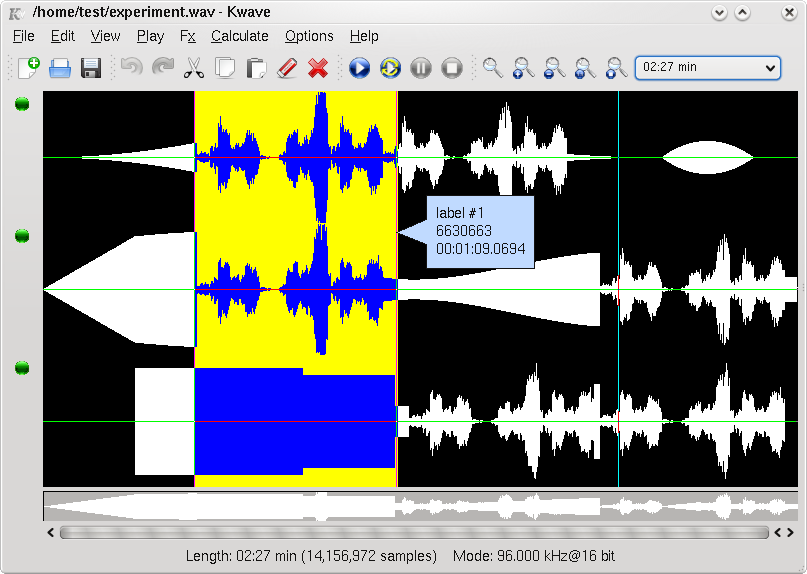 /home/test/experiment.wav - Kwave
File Edit View Play Fx Calculate Options Help
02:27 min
label #1
6630663
00:01:09.0694
Length: 02:27 min (14,156,972 samples) Mode: 96.000 kHz@16 bit